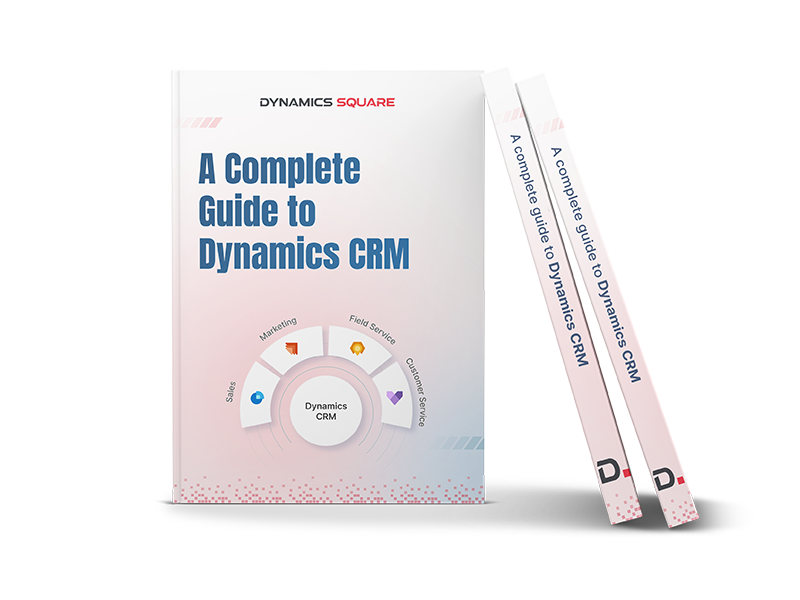 DYNAMICS SQUARE
A Complete
Guide to
Dynamics CRM
Sales
Marketing
Field Service
Customer Service
Dynamics
CRM
A complete guide to Dynamics CRM
D.
A complete guide to Dynamics CRM
D.